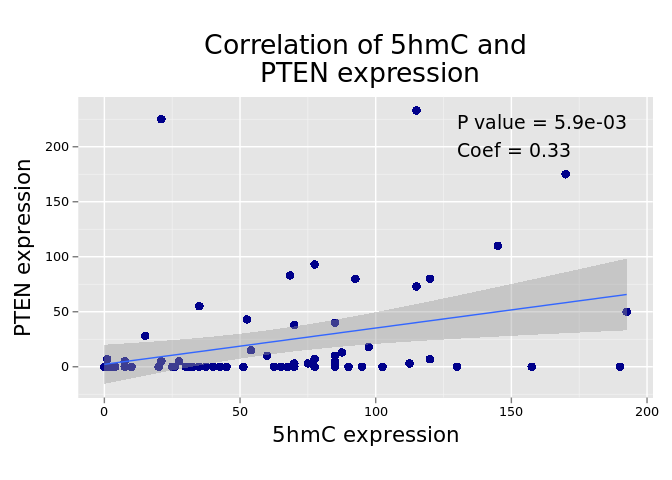 Correlation of 5hmC and
PTEN expression
P value = 5.9e-03
Coef = 0.33
200
150
100
50
0
PTEN expression
0 50 100 150 200
5hmC expression